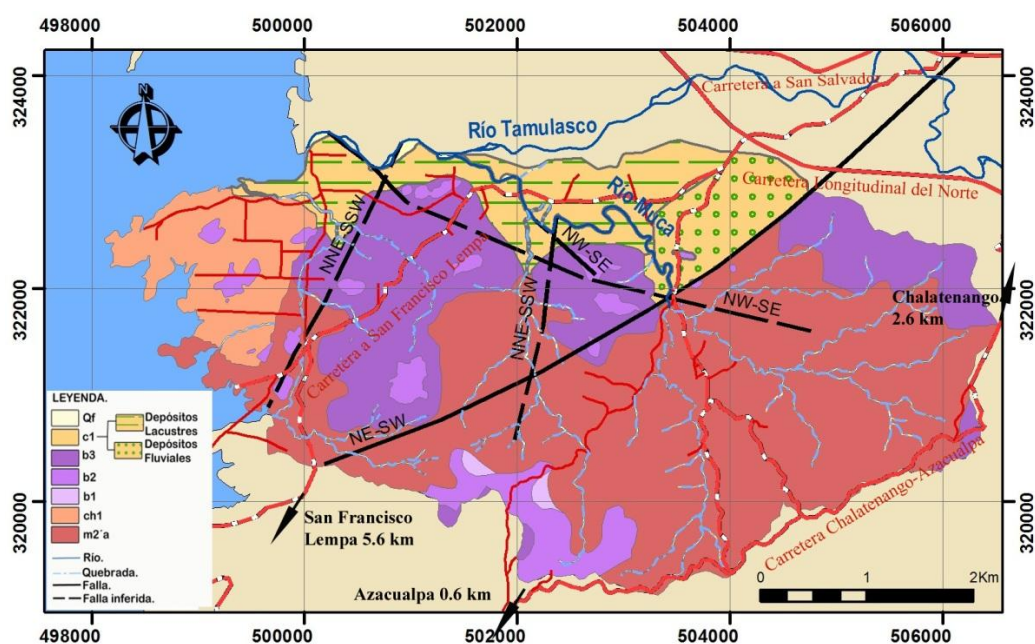 498000 500000 502000 504000 506000
324000
322000
320000
324000
322000
320000
N
Carretera a San Salvador
Río Tamulasco
Carretera Longitudinal del Norte
Río Muca
NNE-SSW
Carretera a San Francisco Lempa
NW-SE
NNE-SSW
NW-SE
Chalatenango
2.6 km
NE-SW
Carretera Chalatenango-Azacualpa
LEYENDA.
Qf
c1
Depósitos
Lacustres
Depósitos
Fluviales
b3
b2
b1
ch1
m2´a
Río.
Quebrada.
Falla.
Falla inferida.
San Francisco
Lempa 5.6 km
Azacualpa 0.6 km
0 1 2Km
498000 500000 502000 504000 506000